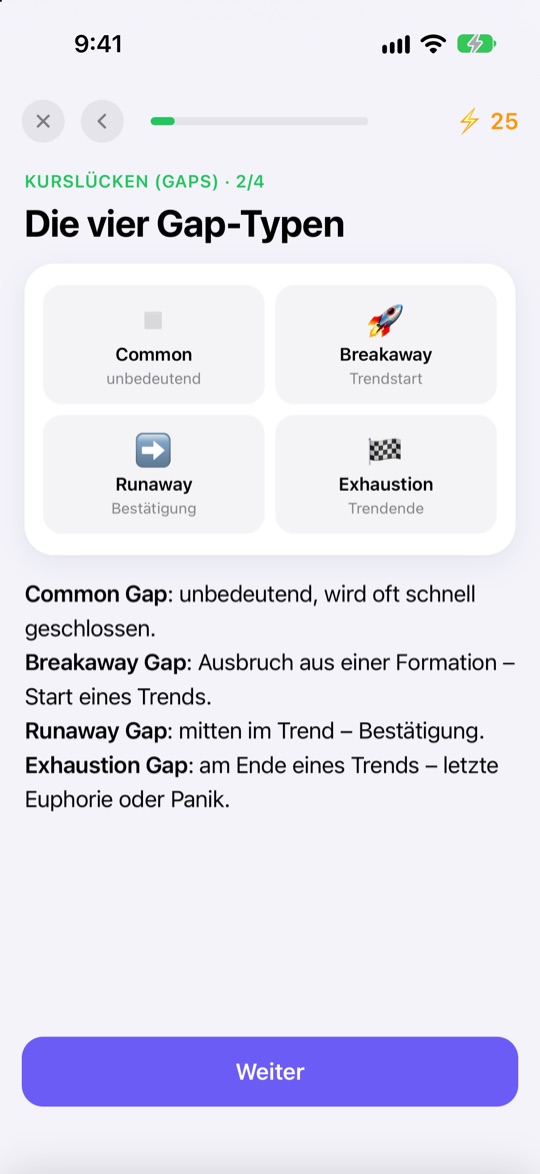 9:41
25
KURSLÜCKEN (GAPS) · 2/4
Die vier Gap-Typen
Common
unbedeutend
Breakaway
Trendstart
Runaway
Bestätigung
Exhaustion
Trendende
Common Gap: unbedeutend, wird oft schnell
geschlossen.
Breakaway Gap: Ausbruch aus einer Formation –
Start eines Trends.
Runaway Gap: mitten im Trend – Bestätigung.
Exhaustion Gap: am Ende eines Trends – letzte
Euphorie oder Panik.
Weiter